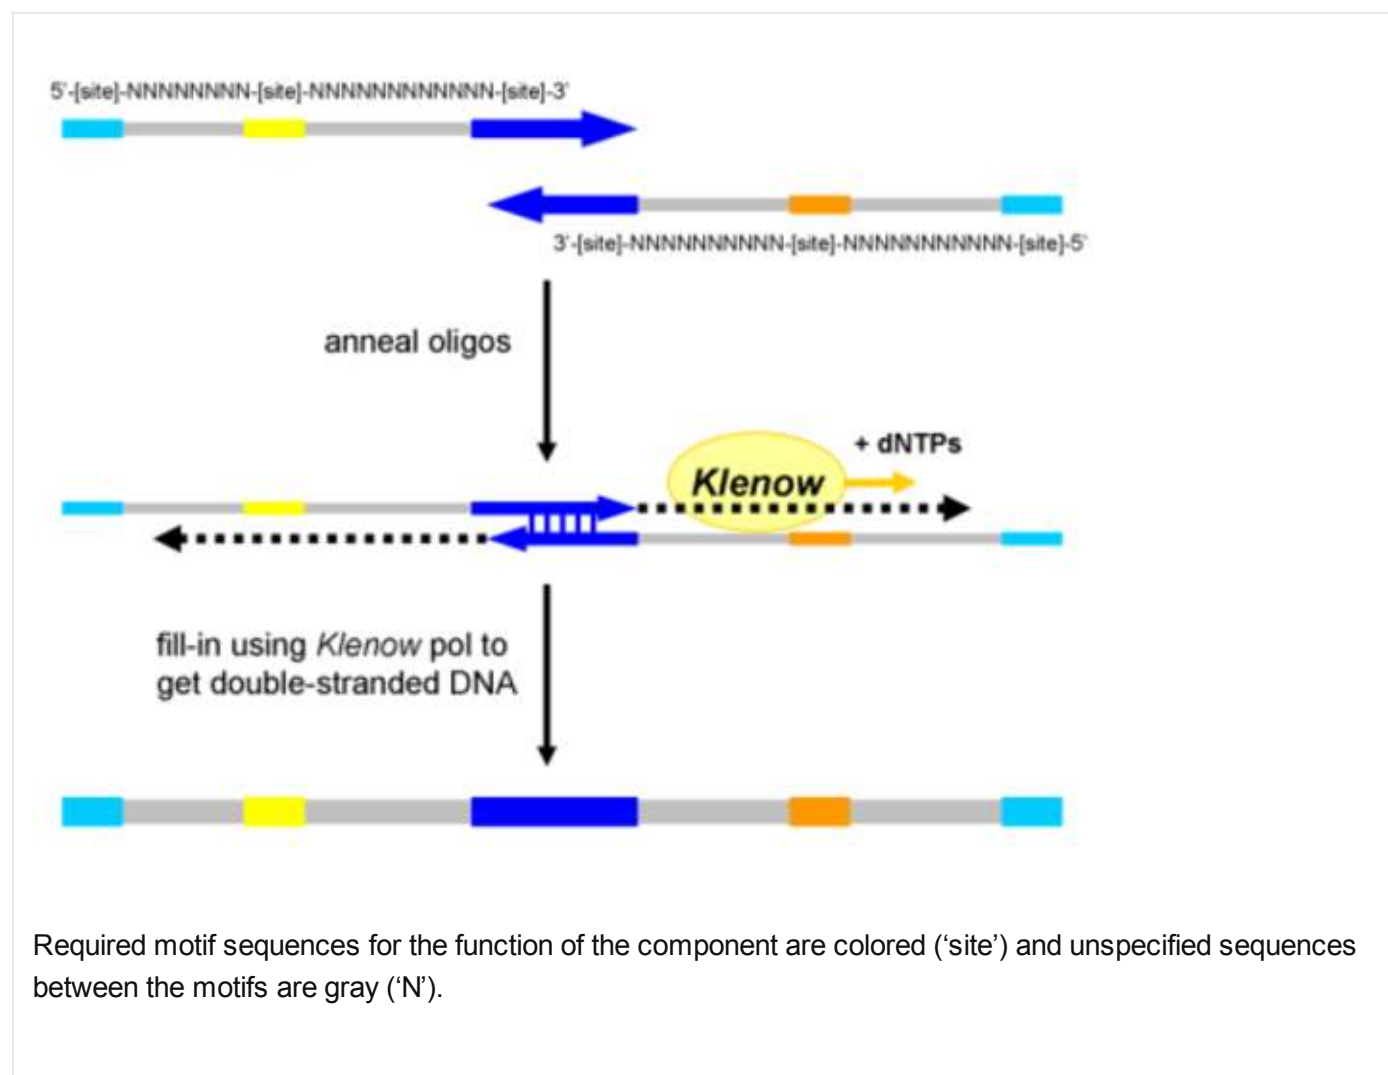 5'-[site]-NNNNNNNN-[site]-NNNNNNNNNNNN-[site]-3'
3'-[site]-NNNNNNNNNN-[site]-NNNNNNNNNNN-[site]-5'
anneal oligos
+ dNTPs
Klenow
fill-in using Klenow pol to
get double-stranded DNA
Required motif sequences for the function of the component are colored (‘site’) and unspecified sequences
between the motifs are gray (‘N’).